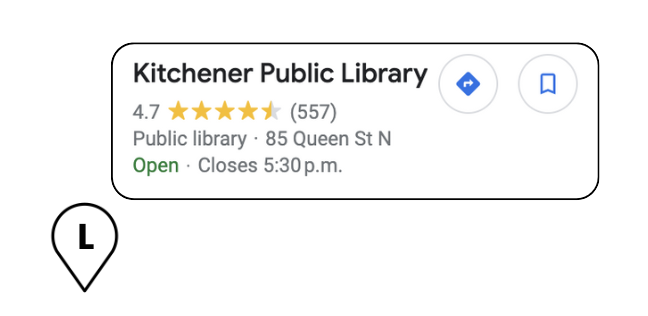 Kitchener Public Library
4.7 (557)
Public library · 85 Queen St N
Open · Closes 5:30 p.m.
L